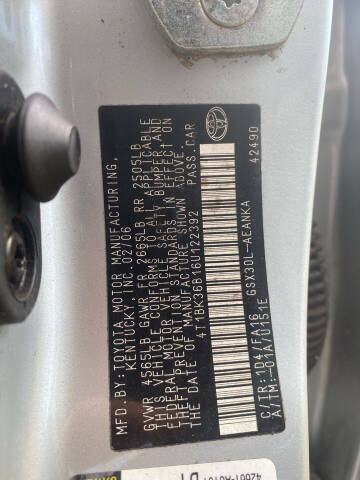 MFD.BY:TOYOTA MOTOR MANUFACTURING,
KENTUCKY, INC.02/06
GVWR 4565LB GAWR FR 2665LB RR 2505LB
THIS VEHICLE CONFORMS TO ALL APPLICABLE
FEDERAL MOTOR VEHICLE SAFETY, BUMPER AND
THEFT PREVENTION STANDARDS IN EFFECT ON
THE DATE OF MANUFACTURE SHOWN ABOVE.
4T1BK36B16U122392 PASS.CAR
GSX30L-AEANKA
C/TR:1D4/FA16
A/TM:-01A/U151E 42490